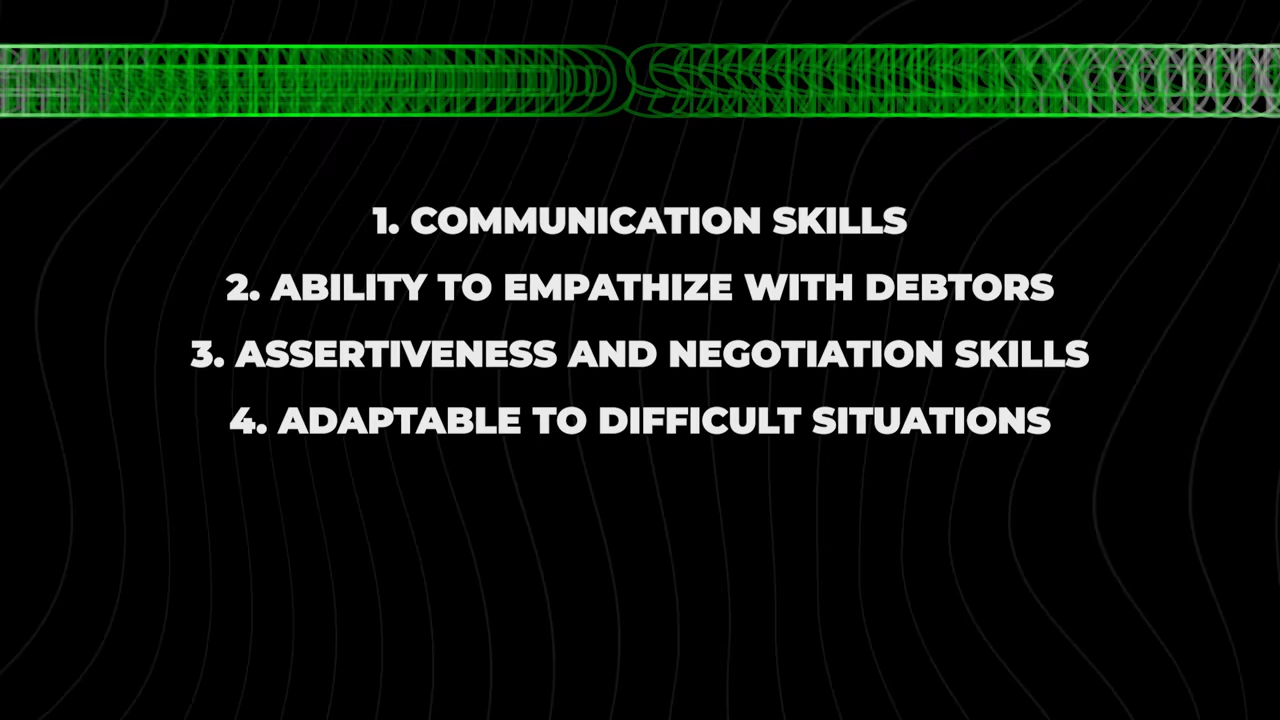 1. COMMUNICATION SKILLS
2. ABILITY TO EMPATHIZE WITH DEBTORS
3. ASSERTIVENESS AND NEGOTIATION SKILLS
4. ADAPTABLE TO DIFFICULT SITUATIONS